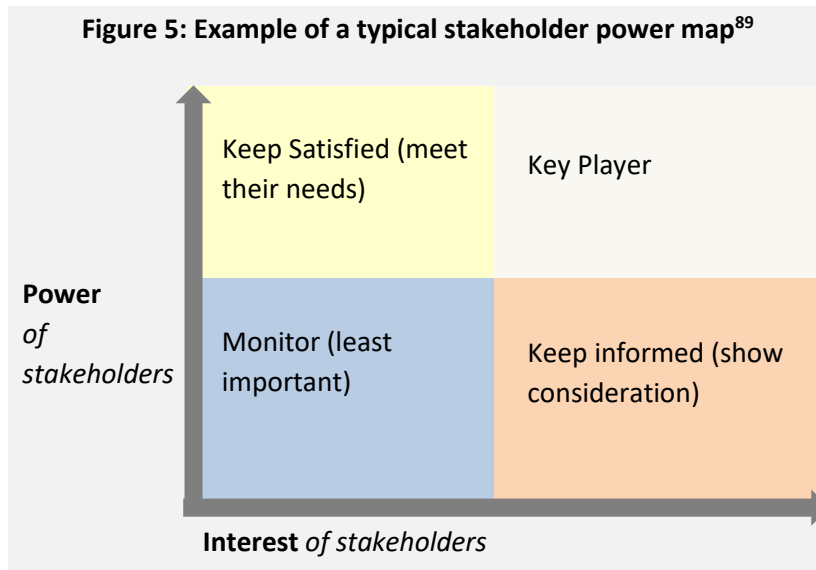 Figure 5: Example of a typical stakeholder power map89
Keep Satisfied (meet
their needs)
Key Player
Power
of
stakeholders
Monitor (least
important)
Keep informed (show
consideration)
Interest of stakeholders